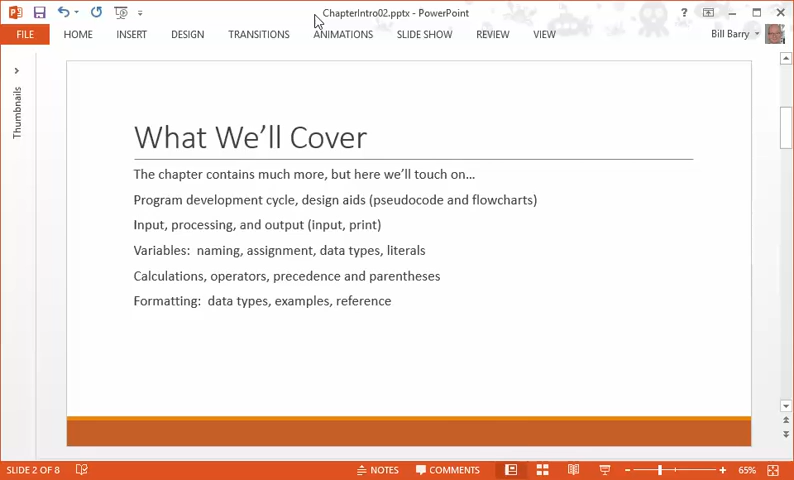 ChapterIntro02.pptx - PowerPoint
?
FILE HOME INSERT DESIGN TRANSITIONS ANIMATIONS SLIDE SHOW REVIEW VIEW Bill Barry
Thumbnails
What We'll Cover
The chapter contains much more, but here we'll touch on…
Program development cycle, design aids (pseudocode and flowcharts)
Input, processing, and output (input, print)
Variables:  naming, assignment, data types, literals
Calculations, operators, precedence and parentheses
Formatting:  data types, examples, reference
SLIDE 2 OF 8 NOTES COMMENTS 65%